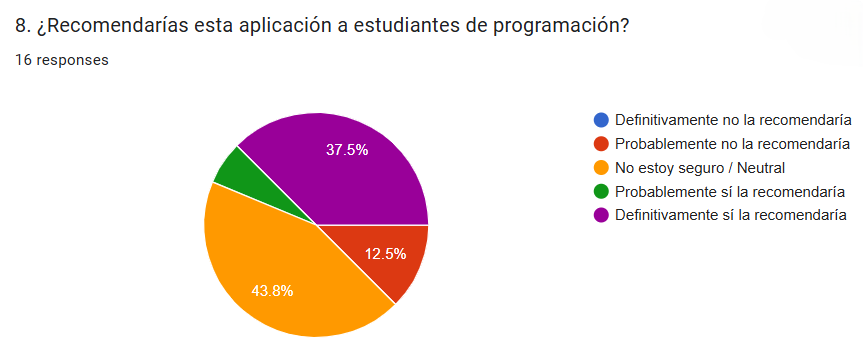 8. ¿Recomendarías esta aplicación a estudiantes de programación?
16 responses
37.5%
12.5%
43.8%
Definitivamente no la recomendaría
Probablemente no la recomendaría
No estoy seguro / Neutral
Probablemente sí la recomendaría
Definitivamente sí la recomendaría